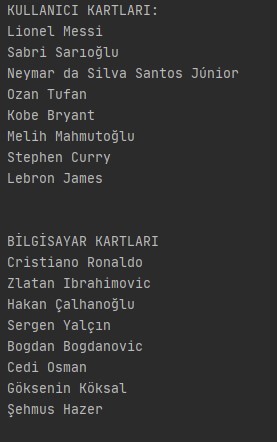 KULLANICI KARTLARI:
Lionel Messi
Sabri Sarıoğlu
Neymar da Silva Santos Júnior
Ozan Tufan
Kobe Bryant
Melih Mahmutoğlu
Stephen Curry
Lebron James
BİLGİSAYAR KARTLARI
Cristiano Ronaldo
Zlatan Ibrahimovic
Hakan Çalhanoğlu
Sergen Yalçın
Bogdan Bogdanovic
Cedi Osman
Göksenin Köksal
Şehmus Hazer